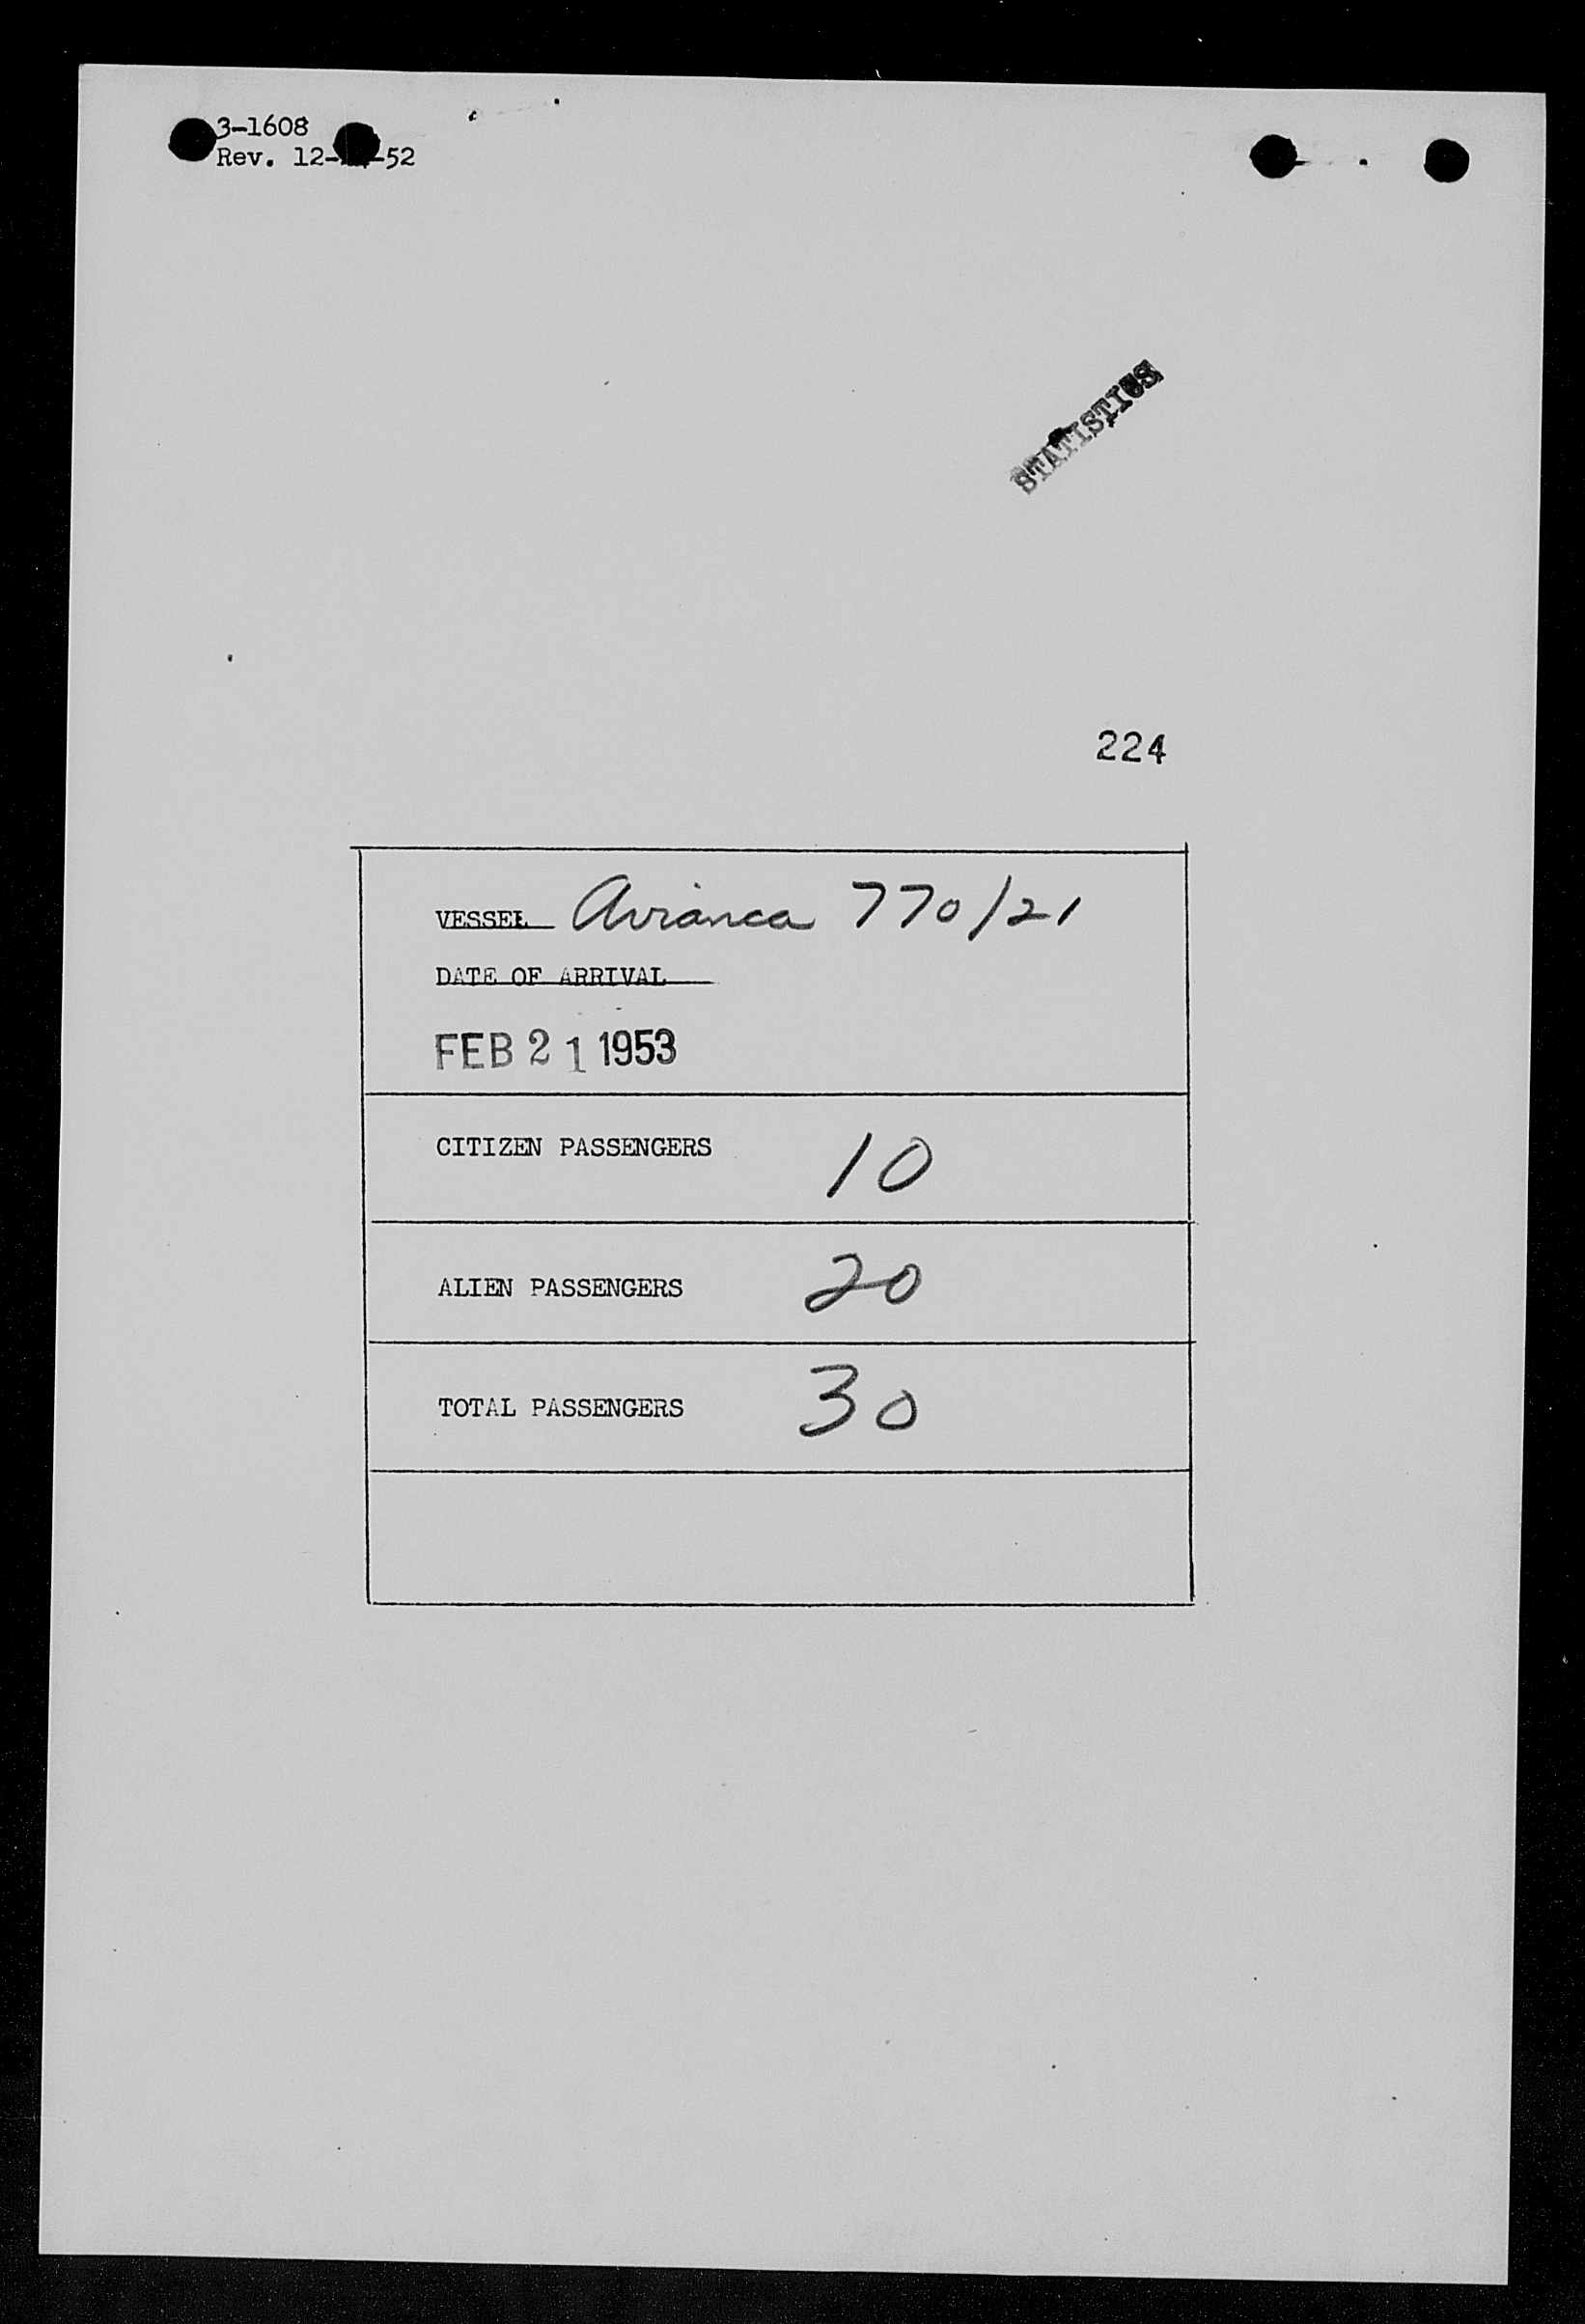 3-1608
Rev. 12- -52
STATISTICS
224
VESSEL Avianca 770/21
DATE OF ARRIVAL
FEB 21 1953
CITIZEN PASSENGERS 10
ALIEN PASSENGERS 20
TOTAL PASSENGERS 30